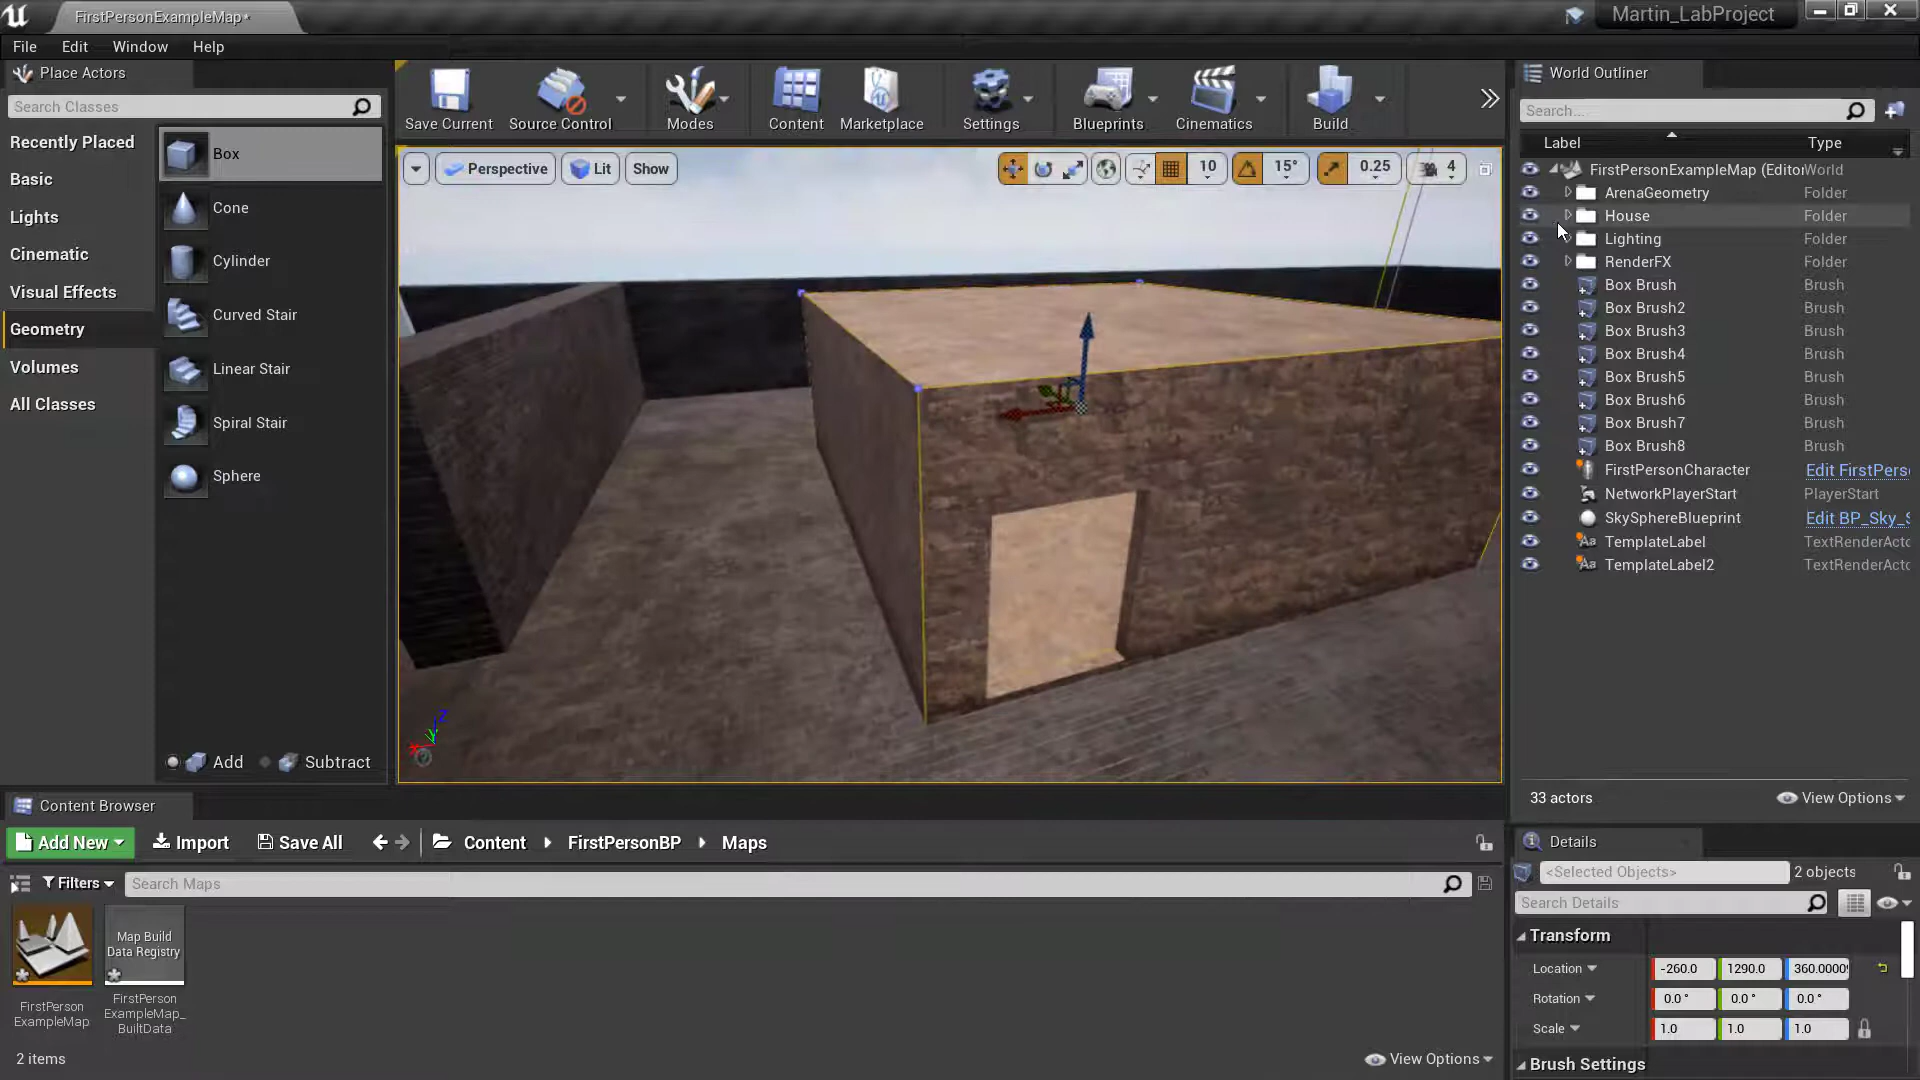 FirstPersonExampleMap*
Martin_LabProject
File Edit Window Help
Place Actors
Search Classes
Recently Placed
Basic
Lights
Cinematic
Visual Effects
Geometry
Volumes
All Classes
Box
Cone
Cylinder
Curved Stair
Linear Stair
Spiral Stair
Sphere
Add Subtract
Save Current
Source Control
Modes
Content
Marketplace
Settings
Blueprints
Cinematics
Build
Perspective Lit Show
10 15° 0.25 4
Z
Y
X
World Outliner
Search...
Label Type
FirstPersonExampleMap (Editor World
ArenaGeometry Folder
House Folder
Lighting Folder
RenderFX Folder
Box Brush Brush
Box Brush2 Brush
Box Brush3 Brush
Box Brush4 Brush
Box Brush5 Brush
Box Brush6 Brush
Box Brush7 Brush
Box Brush8 Brush
FirstPersonCharacter Edit FirstPers
NetworkPlayerStart PlayerStart
SkySphereBlueprint Edit BP_Sky_S
TemplateLabel TextRenderActo
TemplateLabel2 TextRenderActo
33 actors View Options
Content Browser
Add New Import Save All Content FirstPersonBP Maps
Filters Search Maps
Map Build
Data Registry
FirstPerson
ExampleMap
FirstPerson
ExampleMap_
BuiltData
2 items View Options
Details
<Selected Objects> 2 objects
Search Details
Transform
Location -260.0 1290.0 360.0000
Rotation 0.0 ° 0.0 ° 0.0 °
Scale 1.0 1.0 1.0
Brush Settings